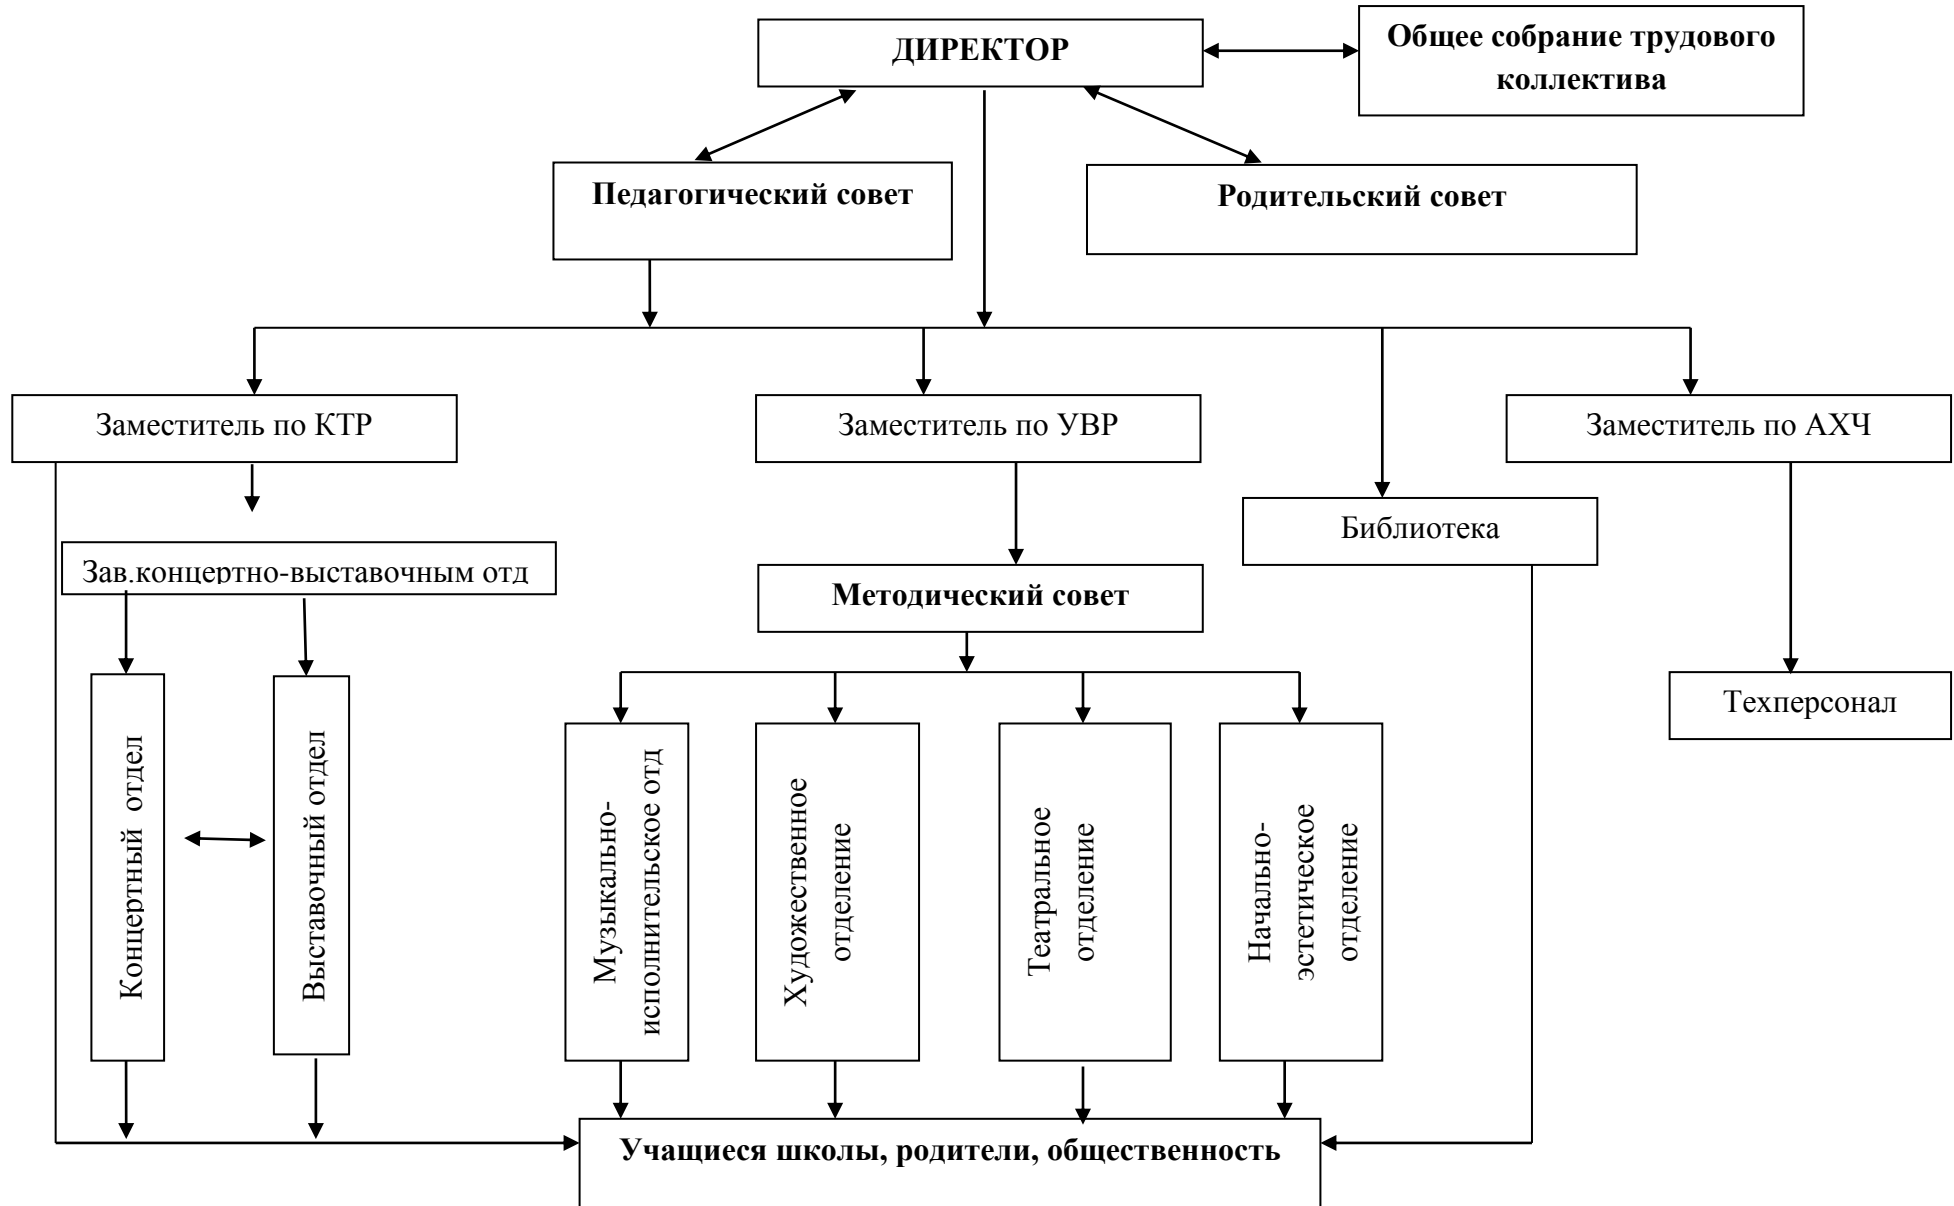 ДИРЕКТОР
Общее собрание трудового
коллектива
Педагогический совет
Родительский совет
Заместитель по КТР
Заместитель по УВР
Заместитель по АХЧ
Библиотека
Зав.концертно-выставочным отд
Методический совет
Техперсонал
Концертный отдел
Выставочный отдел
Музыкально-
исполнительское отд
Художественное
отделение
Театральное
отделение
Начально-
эстетическое
отделение
Учащиеся школы, родители, общественность